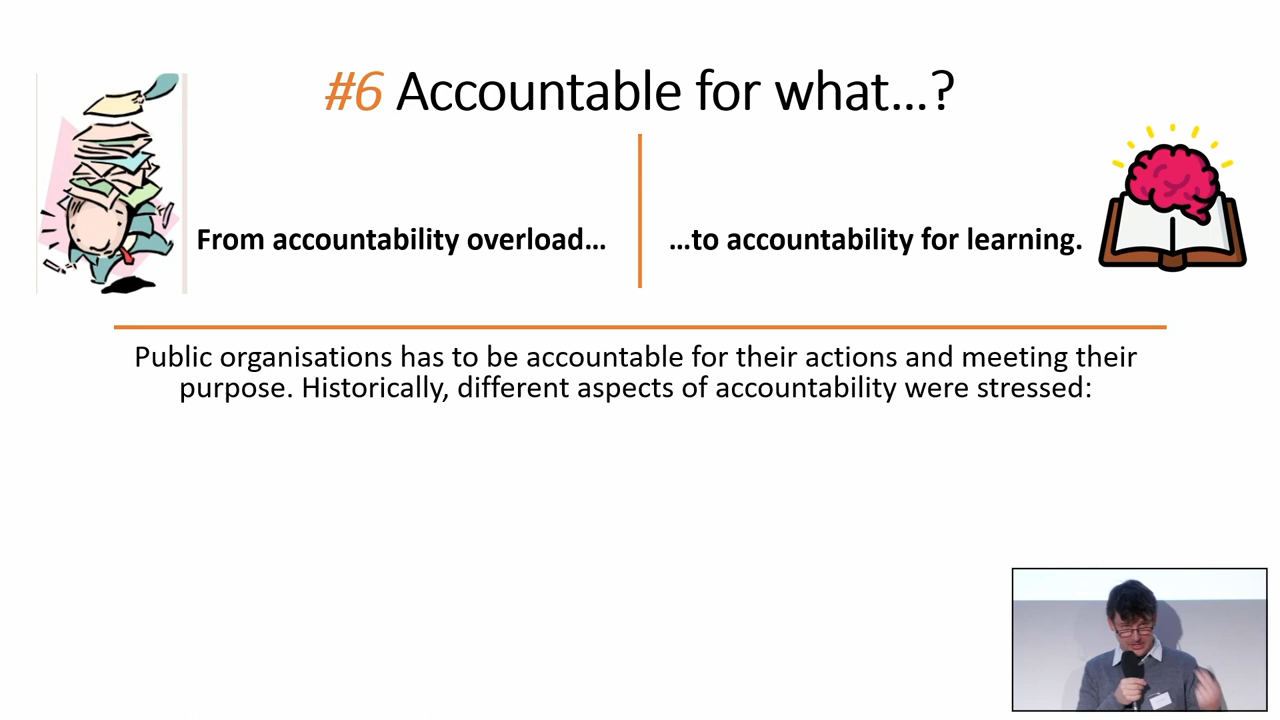 #6 Accountable for what...?
From accountability overload...
...to accountability for learning.
Public organisations has to be accountable for their actions and meeting their
purpose. Historically, different aspects of accountability were stressed: